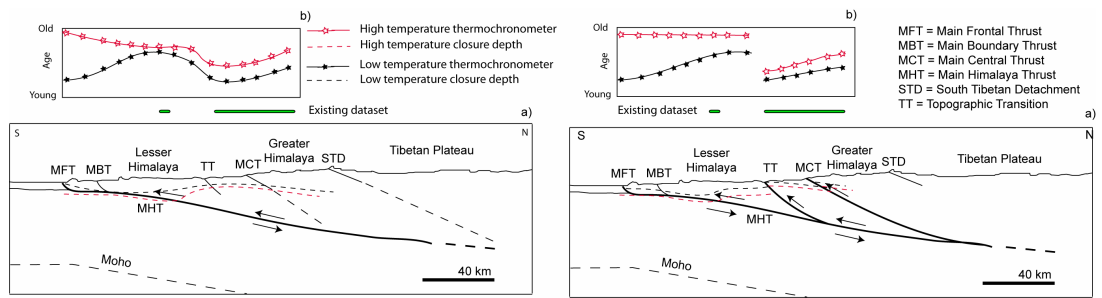 b)
Old
Age
Young
High temperature thermochronometer
High temperature closure depth
Low temperature thermochronometer
Low temperature closure depth
Existing dataset
a)
S
N
MFT
MBT
Lesser
Himalaya
TT
MCT
Greater
Himalaya
STD
Tibetan Plateau
MHT
Moho
40 km
b)
Old
Age
Young
Existing dataset
MFT = Main Frontal Thrust
MBT = Main Boundary Thrust
MCT = Main Central Thrust
MHT = Main Himalaya Thrust
STD = South Tibetan Detachment
TT = Topographic Transition
a)
S
N
MFT
MBT
Lesser
Himalaya
TT
MCT
Greater
Himalaya
STD
Tibetan Plateau
MHT
Moho
40 km